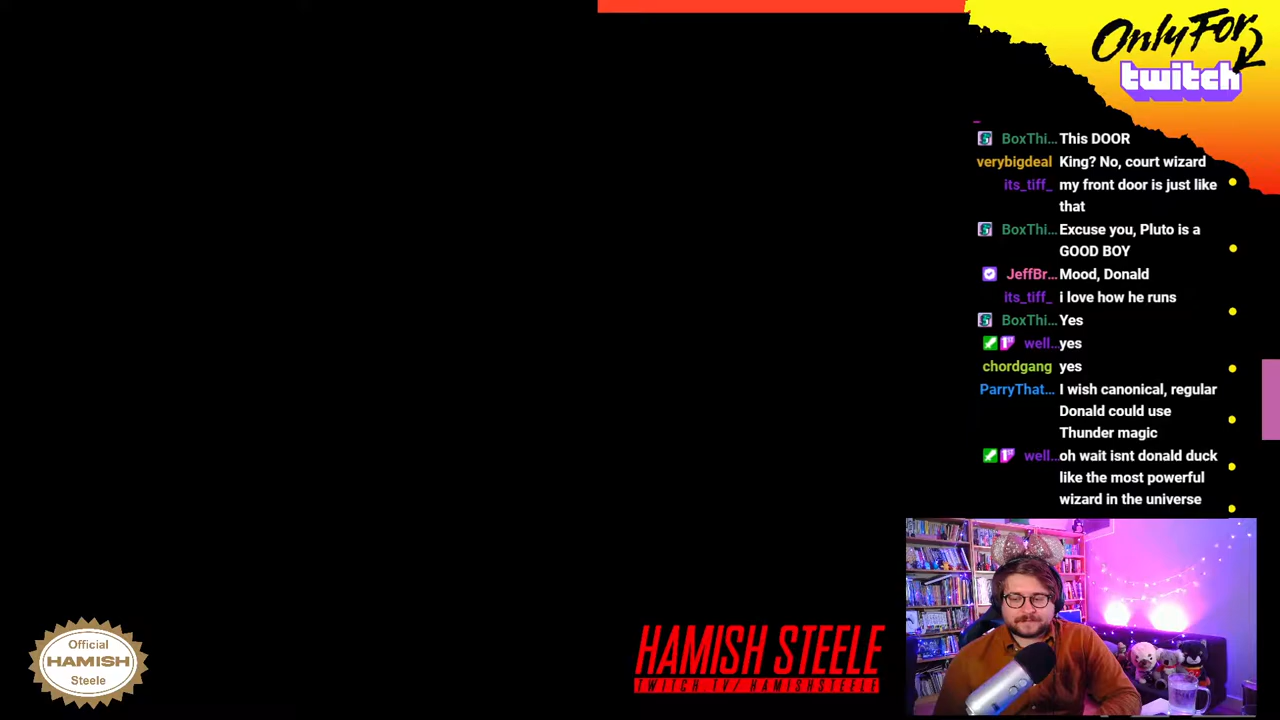 OnlyFor
twitch
BoxThi... This DOOR
verybigdeal King? No, court wizard
its_tiff_ my front door is just like
that
BoxThi... Excuse you, Pluto is a
GOOD BOY
JeffBr... Mood, Donald
its_tiff_ i love how he runs
BoxThi... Yes
well... yes
chordgang yes
ParryThat... I wish canonical, regular
Donald could use
Thunder magic
well... oh wait isnt donald duck
like the most powerful
wizard in the universe
Official
HAMISH
Steele
HAMISH STEELE
TWITCH.TV/HAMISHSTEELE